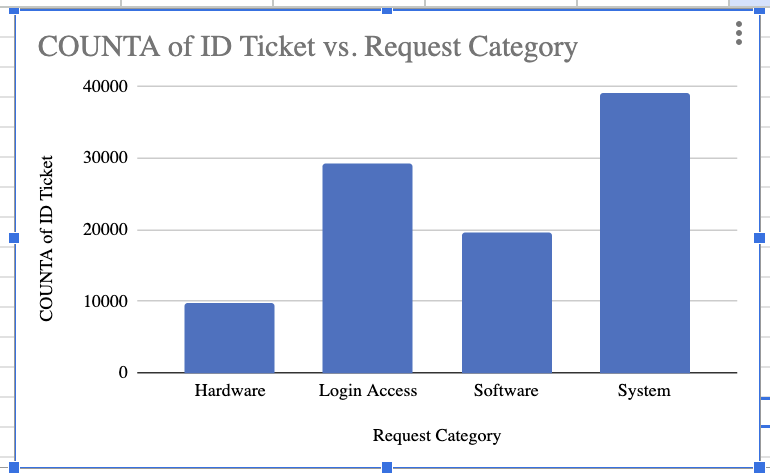 COUNTA of ID Ticket vs. Request Category
40000
30000
20000
10000
0
COUNTA of ID Ticket
Hardware Login Access Software System
Request Category